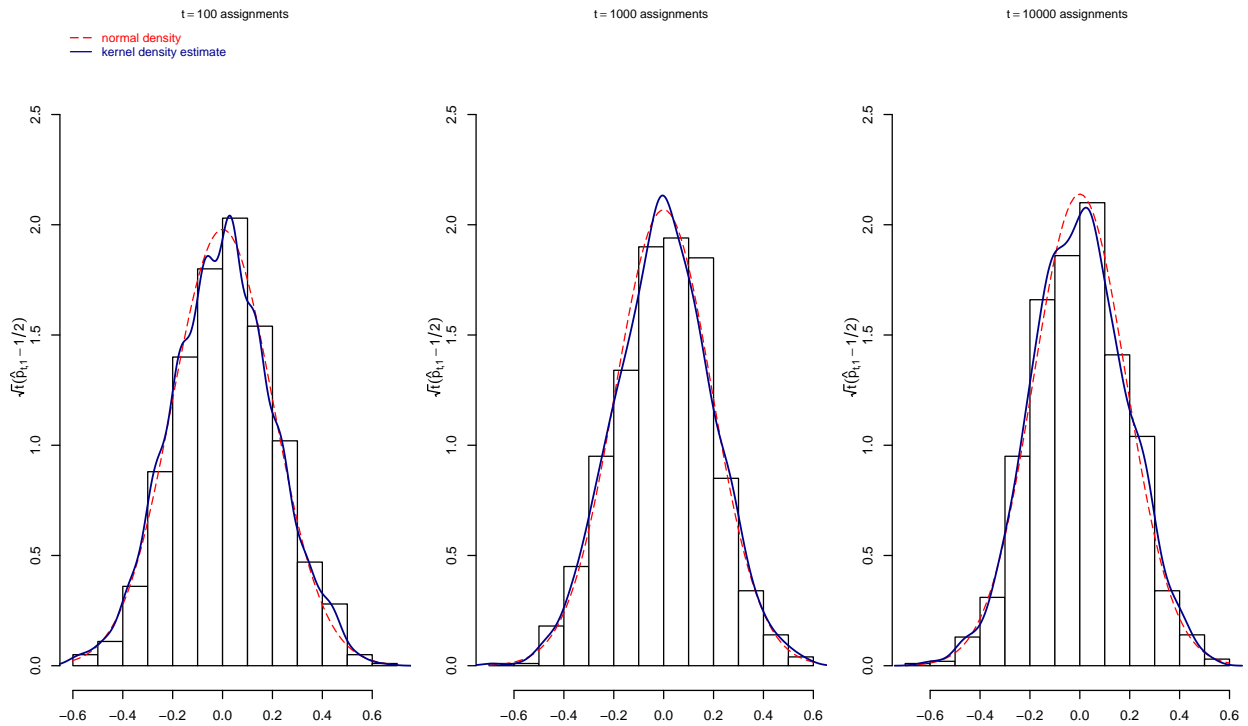 t = 100 assignments
normal density
kernel density estimate
√t(p̂t,1 − 1/2)
0.0 0.5 1.0 1.5 2.0 2.5
−0.6 −0.4 −0.2 0.0 0.2 0.4 0.6
t = 1000 assignments
√t(p̂t,1 − 1/2)
0.0 0.5 1.0 1.5 2.0 2.5
−0.6 −0.4 −0.2 0.0 0.2 0.4 0.6
t = 10000 assignments
√t(p̂t,1 − 1/2)
0.0 0.5 1.0 1.5 2.0 2.5
−0.6 −0.4 −0.2 0.0 0.2 0.4 0.6